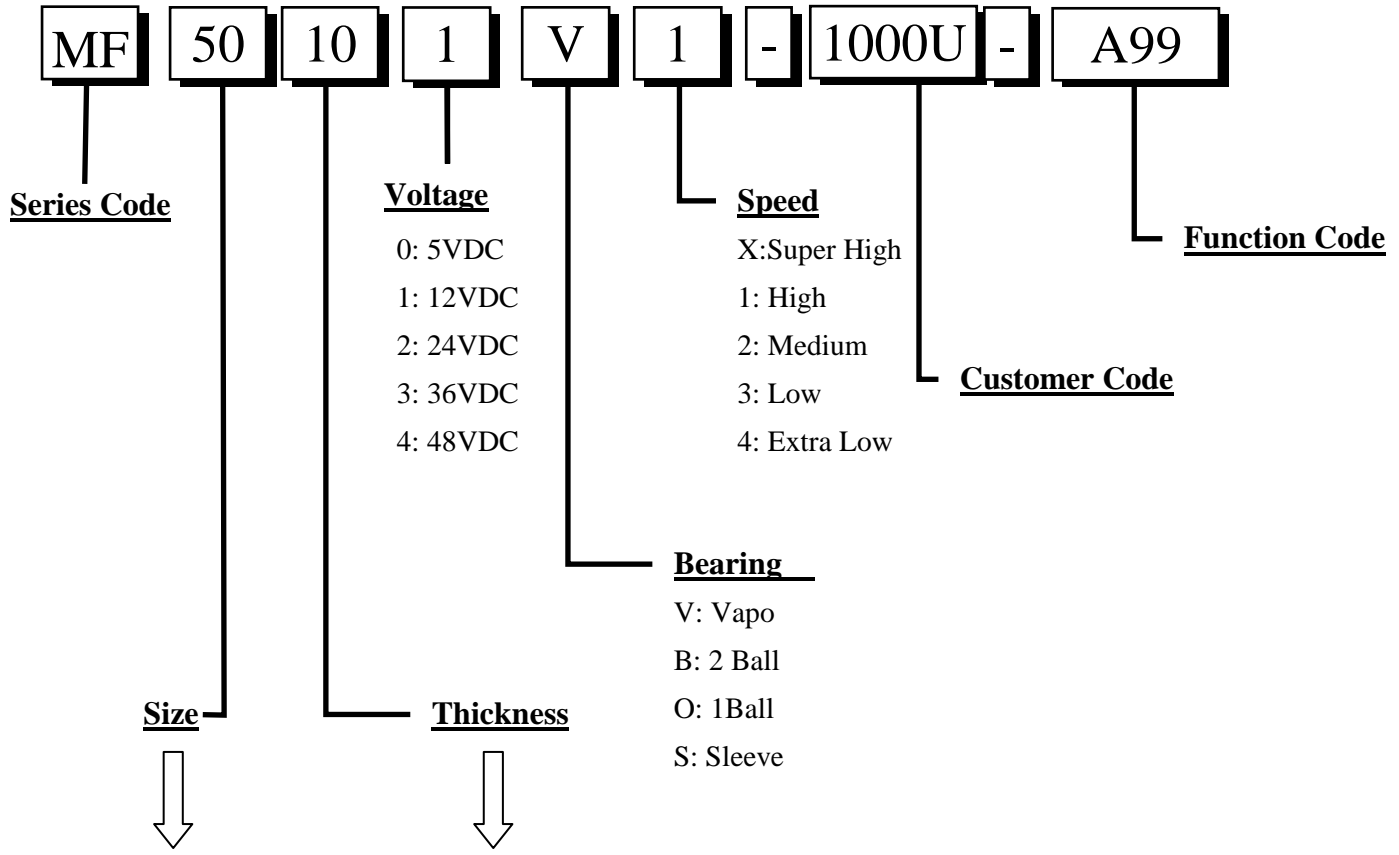 MF 50 10 1 V 1 - 1000U - A99
Series Code
Voltage
0: 5VDC
1: 12VDC
2: 24VDC
3: 36VDC
4: 48VDC
Speed
X:Super High
1: High
2: Medium
3: Low
4: Extra Low
Function Code
Customer Code
Bearing
V: Vapo
B: 2 Ball
O: 1Ball
S: Sleeve
Size
Thickness